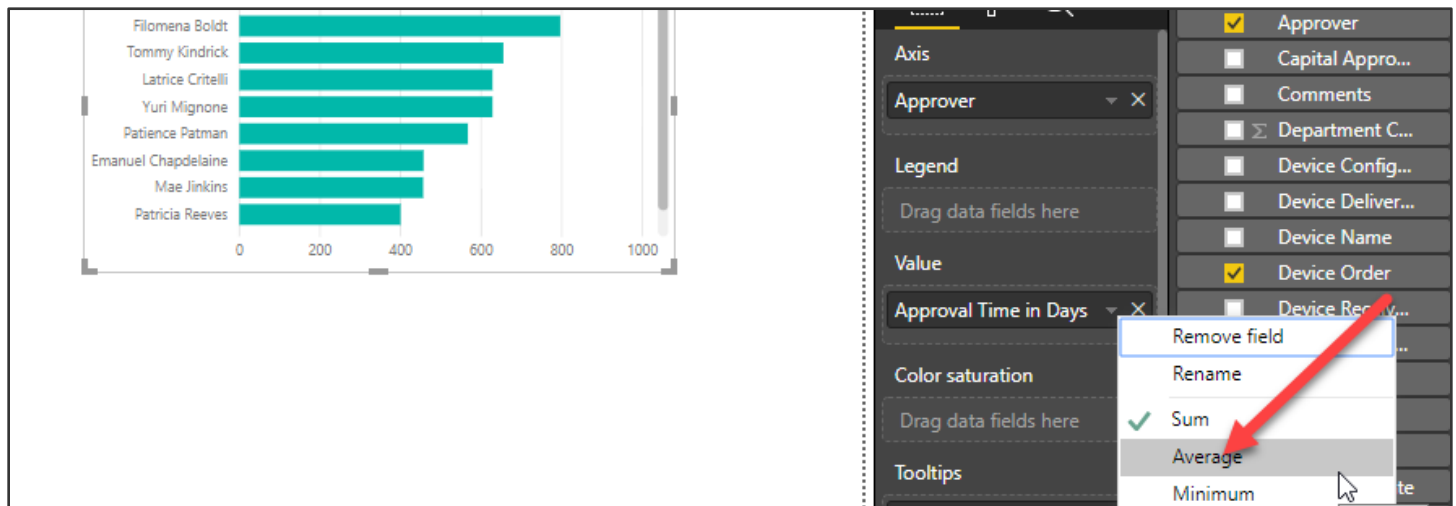 Filomena Boldt
Tommy Kindrick
Latrice Critelli
Yuri Mignone
Patience Patman
Emanuel Chapdelaine
Mae Jinkins
Patricia Reeves
0 200 400 600 800 1000
Axis
Approver
Legend
Drag data fields here
Value
Approval Time in Days
Color saturation
Drag data fields here
Tooltips
Approver
Capital Appro...
Comments
Σ Department C...
Device Config...
Device Deliver...
Device Name
Device Order
Device
...
te
Remove field
Rename
Sum
Average
Minimum